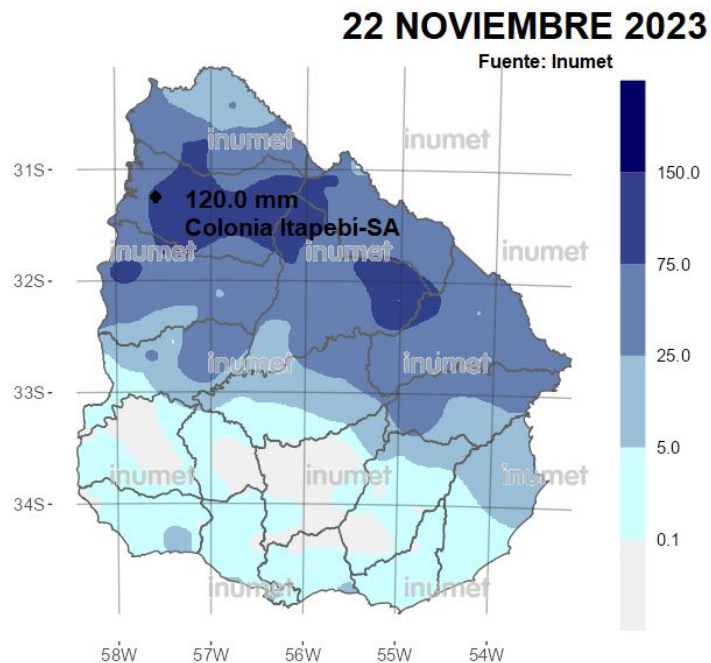 22 NOVIEMBRE 2023
Fuente: Inumet
inumet inumet
31S
120.0 mm
Colonia Itapebí-SA
150.0
inumet inumet inumet
32S
75.0
25.0
inumet inumet
33S
5.0
inumet inumet inumet
34S
0.1
inumet inumet
58W 57W 56W 55W 54W